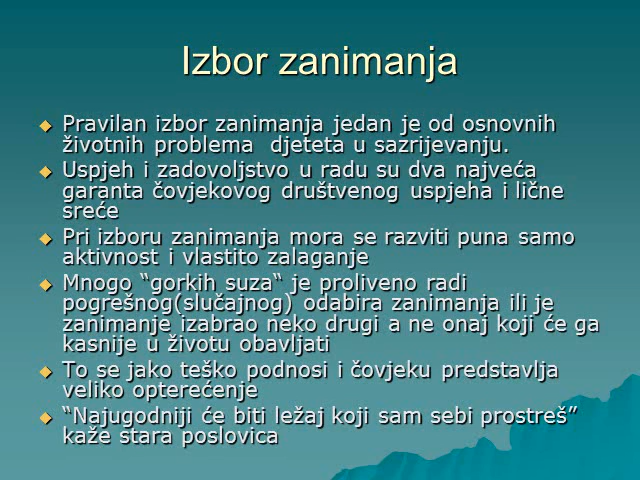 Izbor zanimanja
Pravilan izbor zanimanja jedan je od osnovnih
životnih problema  djeteta u sazrijevanju.
Uspjeh i zadovoljstvo u radu su dva najveća
garanta čovjekovog društvenog uspjeha i lične
sreće
Pri izboru zanimanja mora se razviti puna samo
aktivnost i vlastito zalaganje
Mnogo “gorkih suza“ je proliveno radi
pogrešnog(slučajnog) odabira zanimanja ili je
zanimanje izabrao neko drugi a ne onaj koji će ga
kasnije u životu obavljati
To se jako teško podnosi i čovjeku predstavlja
veliko opterećenje
“Najugodniji će biti ležaj koji sam sebi prostreš”
kaže stara poslovica